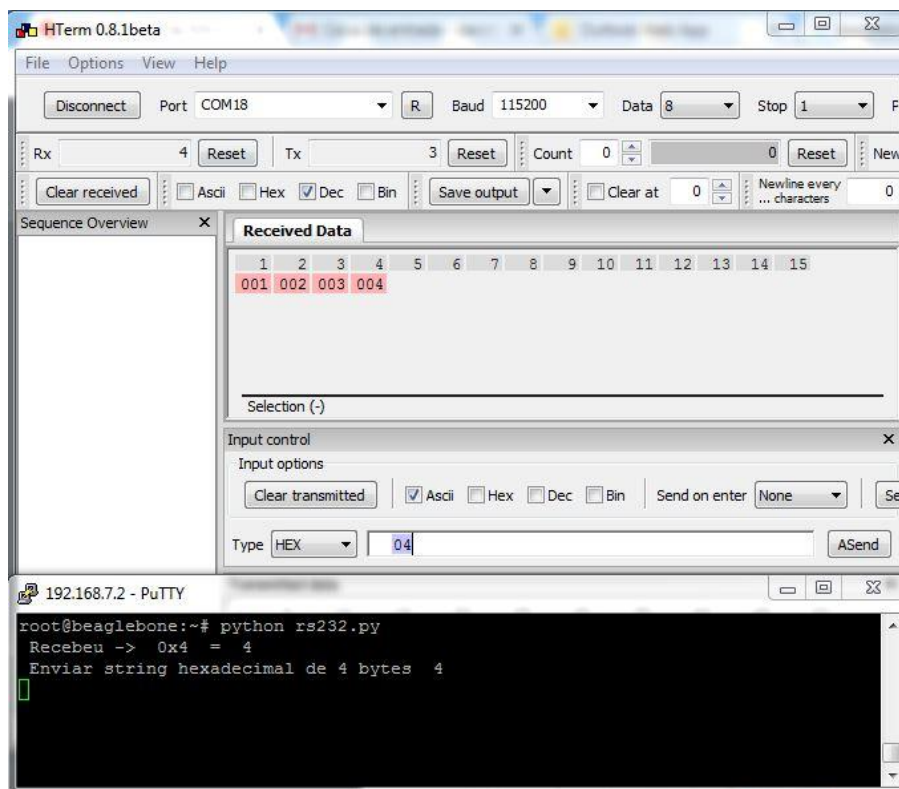 HTerm 0.8.1beta
File Options View Help
Disconnect Port COM18 R Baud 115200 Data 8 Stop 1 P
Rx 4 Reset Tx 3 Reset Count 0 0 Reset New
Clear received Ascii Hex Dec Bin Save output Clear at 0 Newline every ... characters 0
Sequence Overview X Received Data
1 2 3 4 5 6 7 8 9 10 11 12 13 14 15
001 002 003 004
Selection (-)
Input control
Input options
Clear transmitted Ascii Hex Dec Bin Send on enter None Se
Type HEX 04 ASend
192.168.7.2 - PuTTY
root@beaglebone:~# python rs232.py
Recebeu -> 0x4 = 4
Enviar string hexadecimal de 4 bytes 4